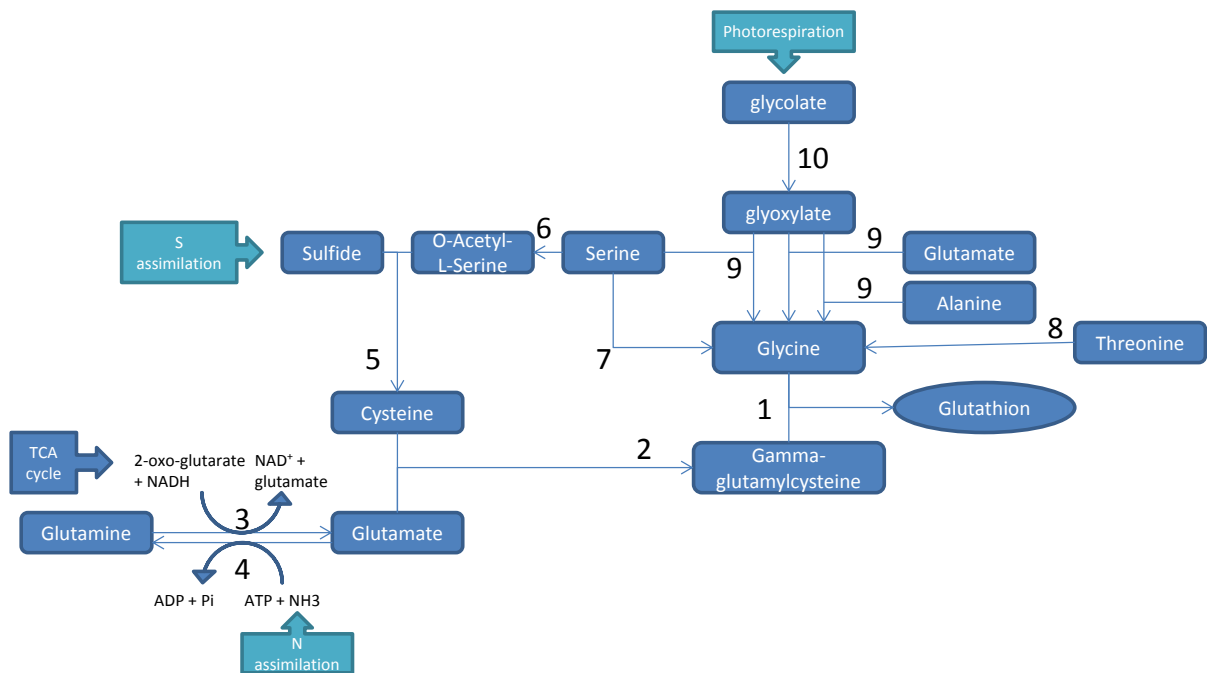 Photorespiration
glycolate
10
glyoxylate
S
assimilation
Sulfide
O-Acetyl-
L-Serine
6
Serine
9
9
Glutamate
9
Alanine
5
7
Glycine
8
Threonine
Cysteine
1
Glutathion
TCA
cycle
2-oxo-glutarate
+ NADH
NAD⁺ +
glutamate
2
Gamma-
glutamylcysteine
Glutamine
3
Glutamate
4
ADP + Pi
ATP + NH3
N
assimilation